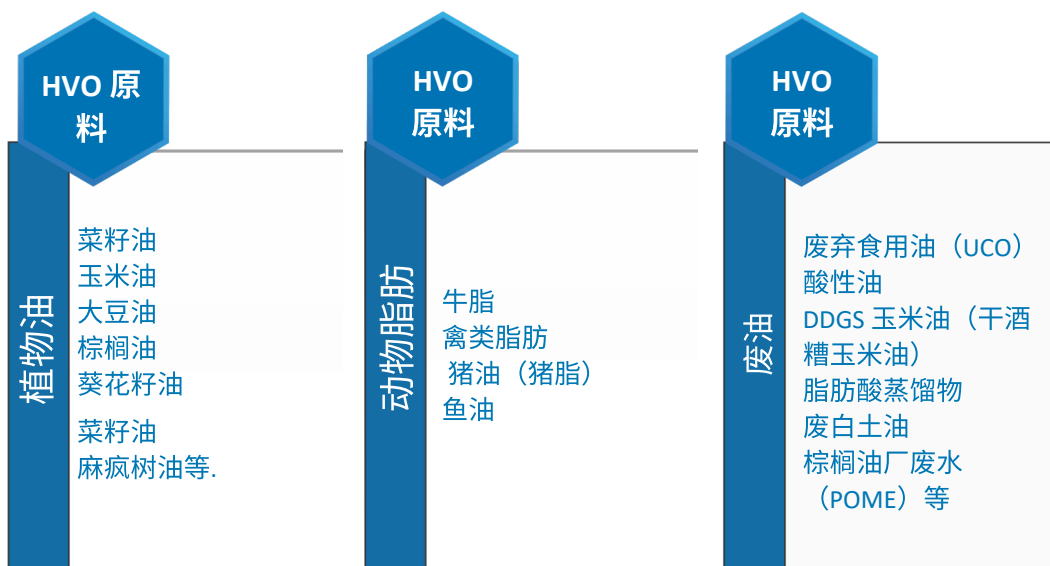 HVO 原
料
植物油
菜籽油
玉米油
大豆油
棕榈油
葵花籽油
菜籽油
麻疯树油等.
HVO
原料
动物脂肪
牛脂
禽类脂肪
猪油（猪脂）
鱼油
HVO
原料
废油
废弃食用油（UCO）
酸性油
DDGS 玉米油（干酒
糟玉米油）
脂肪酸蒸馏物
废白土油
棕榈油厂废水
（POME）等